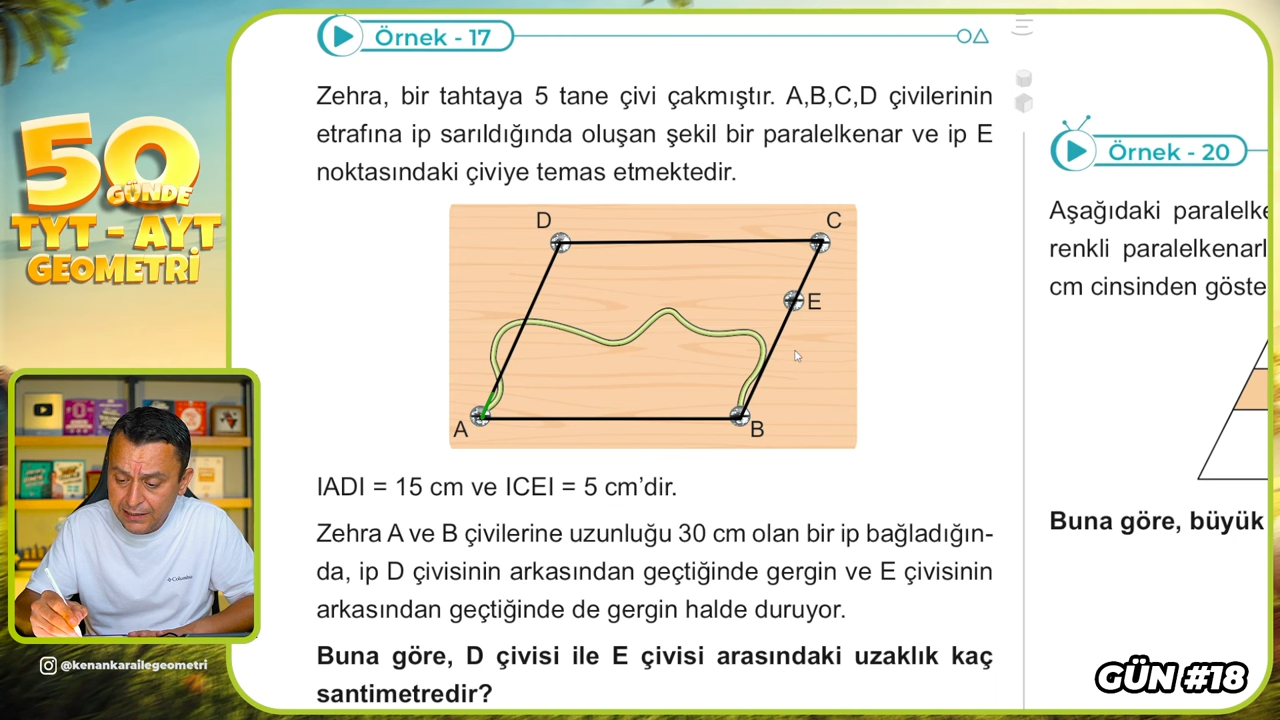 50
GÜNDE
TYT - AYT
GEOMETRİ
Örnek - 17
Zehra, bir tahtaya 5 tane çivi çakmıştır. A,B,C,D çivilerinin
etrafına ip sarıldığında oluşan şekil bir paralelkenar ve ip E
noktasındaki çiviye temas etmektedir.
D
C
E
A
B
IADI = 15 cm ve ICEI = 5 cm’dir.
Zehra A ve B çivilerine uzunluğu 30 cm olan bir ip bağladığın-
da, ip D çivisinin arkasından geçtiğinde gergin ve E çivisinin
arkasından geçtiğinde de gergin halde duruyor.
Buna göre, D çivisi ile E çivisi arasındaki uzaklık kaç
santimetredir?
Örnek - 20
Aşağıdaki paralelke
renkli paralelkenarl
cm cinsinden göste
Buna göre, büyük
Columbia
@kenankarailegeometri
GÜN #18